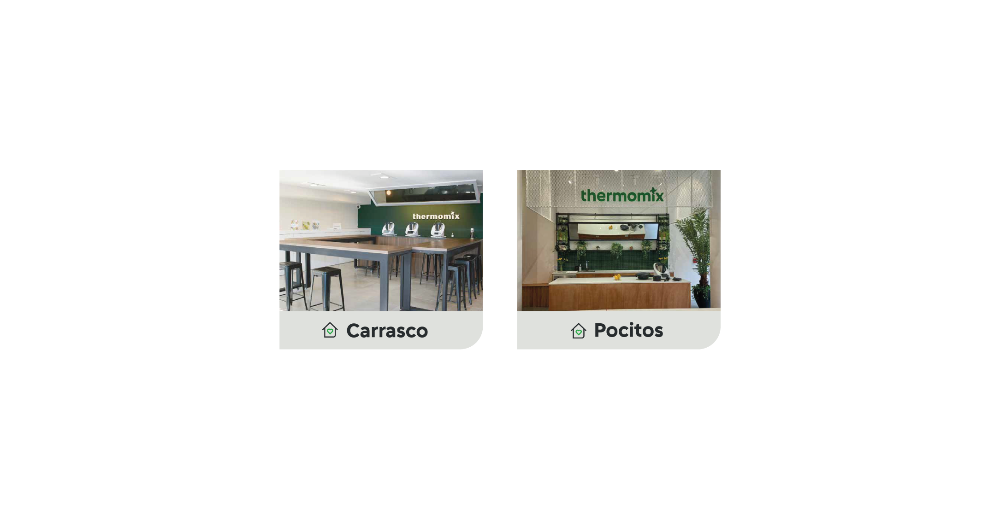 thermomix
Carrasco
thermomix
Pocitos